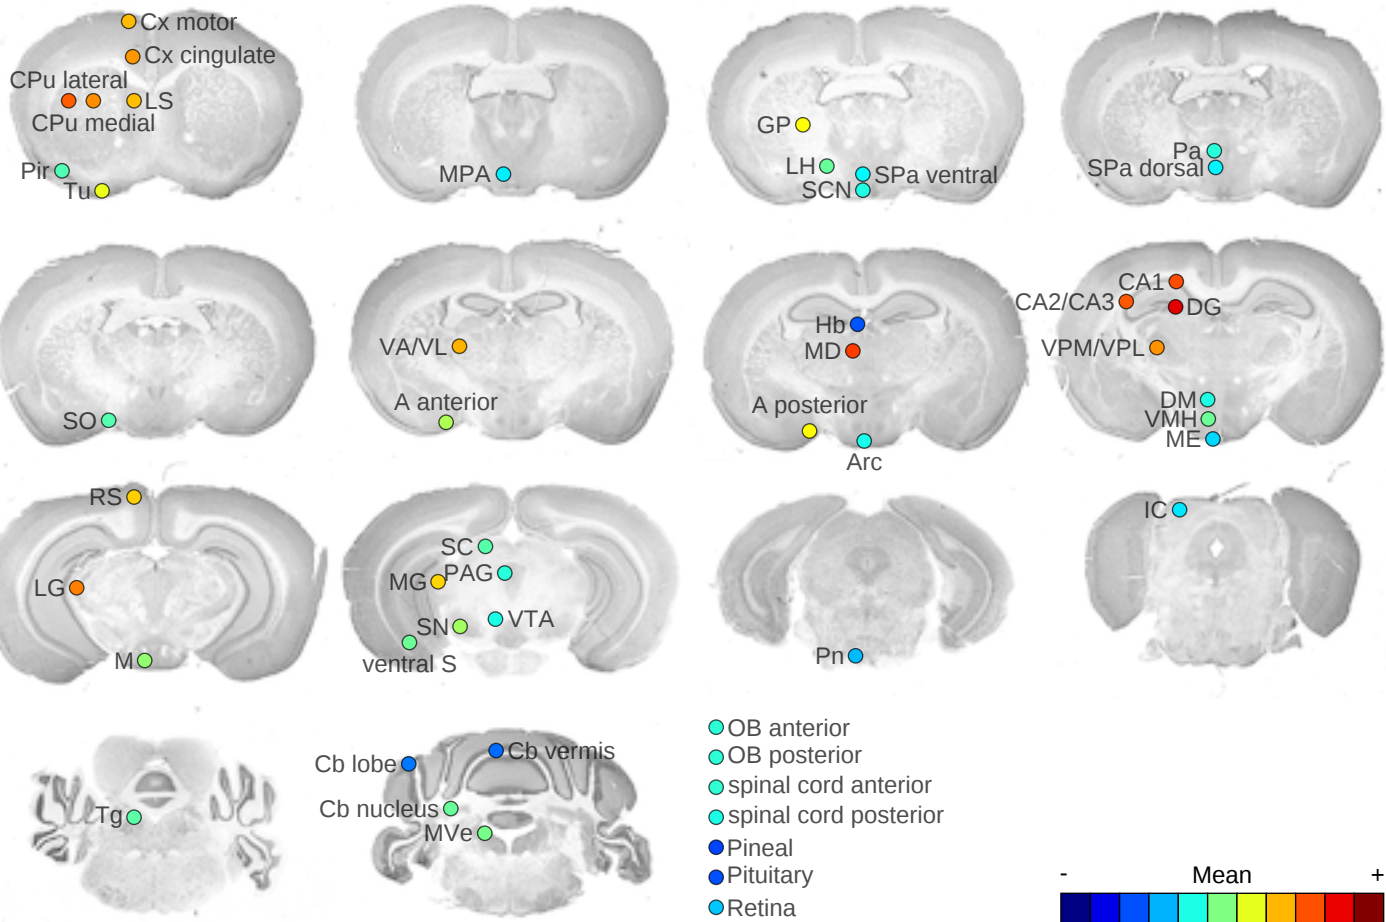 Cx motor
Cx cingulate
CPu lateral
LS
CPu medial
Pir
Tu
MPA
GP
LH
SPa ventral
SCN
Pa
SPa dorsal
SO
VA/VL
A anterior
Hb
MD
A posterior
Arc
CA1
CA2/CA3
DG
VPM/VPL
DM
VMH
ME
RS
LG
M
SC
MG
PAG
SN
VTA
ventral S
Pn
IC
Tg
Cb lobe
Cb vermis
Cb nucleus
MVe
OB anterior
OB posterior
spinal cord anterior
spinal cord posterior
Pineal
Pituitary
Retina
- Mean +